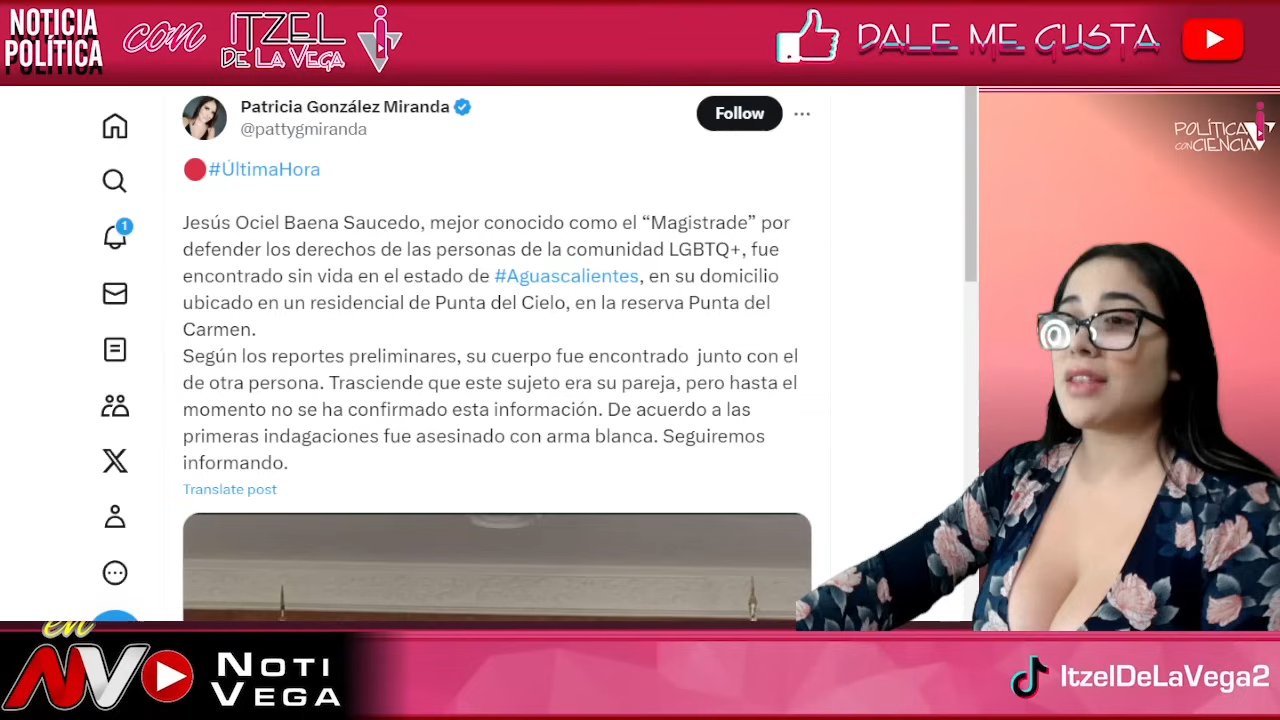 NOTICIA
POLÍTICA
con
ITZEL
DE LA VEGA
DALE ME GUSTA
Patricia González Miranda
@pattygmiranda
Follow
#ÚltimaHora
Jesús Ociel Baena Saucedo, mejor conocido como el “Magistrade” por
defender los derechos de las personas de la comunidad LGBTQ+, fue
encontrado sin vida en el estado de #Aguascalientes, en su domicilio
ubicado en un residencial de Punta del Cielo, en la reserva Punta del
Carmen.
Según los reportes preliminares, su cuerpo fue encontrado junto con el
de otra persona. Trasciende que este sujeto era su pareja, pero hasta el
momento no se ha confirmado esta información. De acuerdo a las
primeras indagaciones fue asesinado con arma blanca. Seguiremos
informando.
Translate post
1
POLÍTICA
CON CIENCIA
@
en
NV
NOTI
VEGA
ItzelDeLaVega2